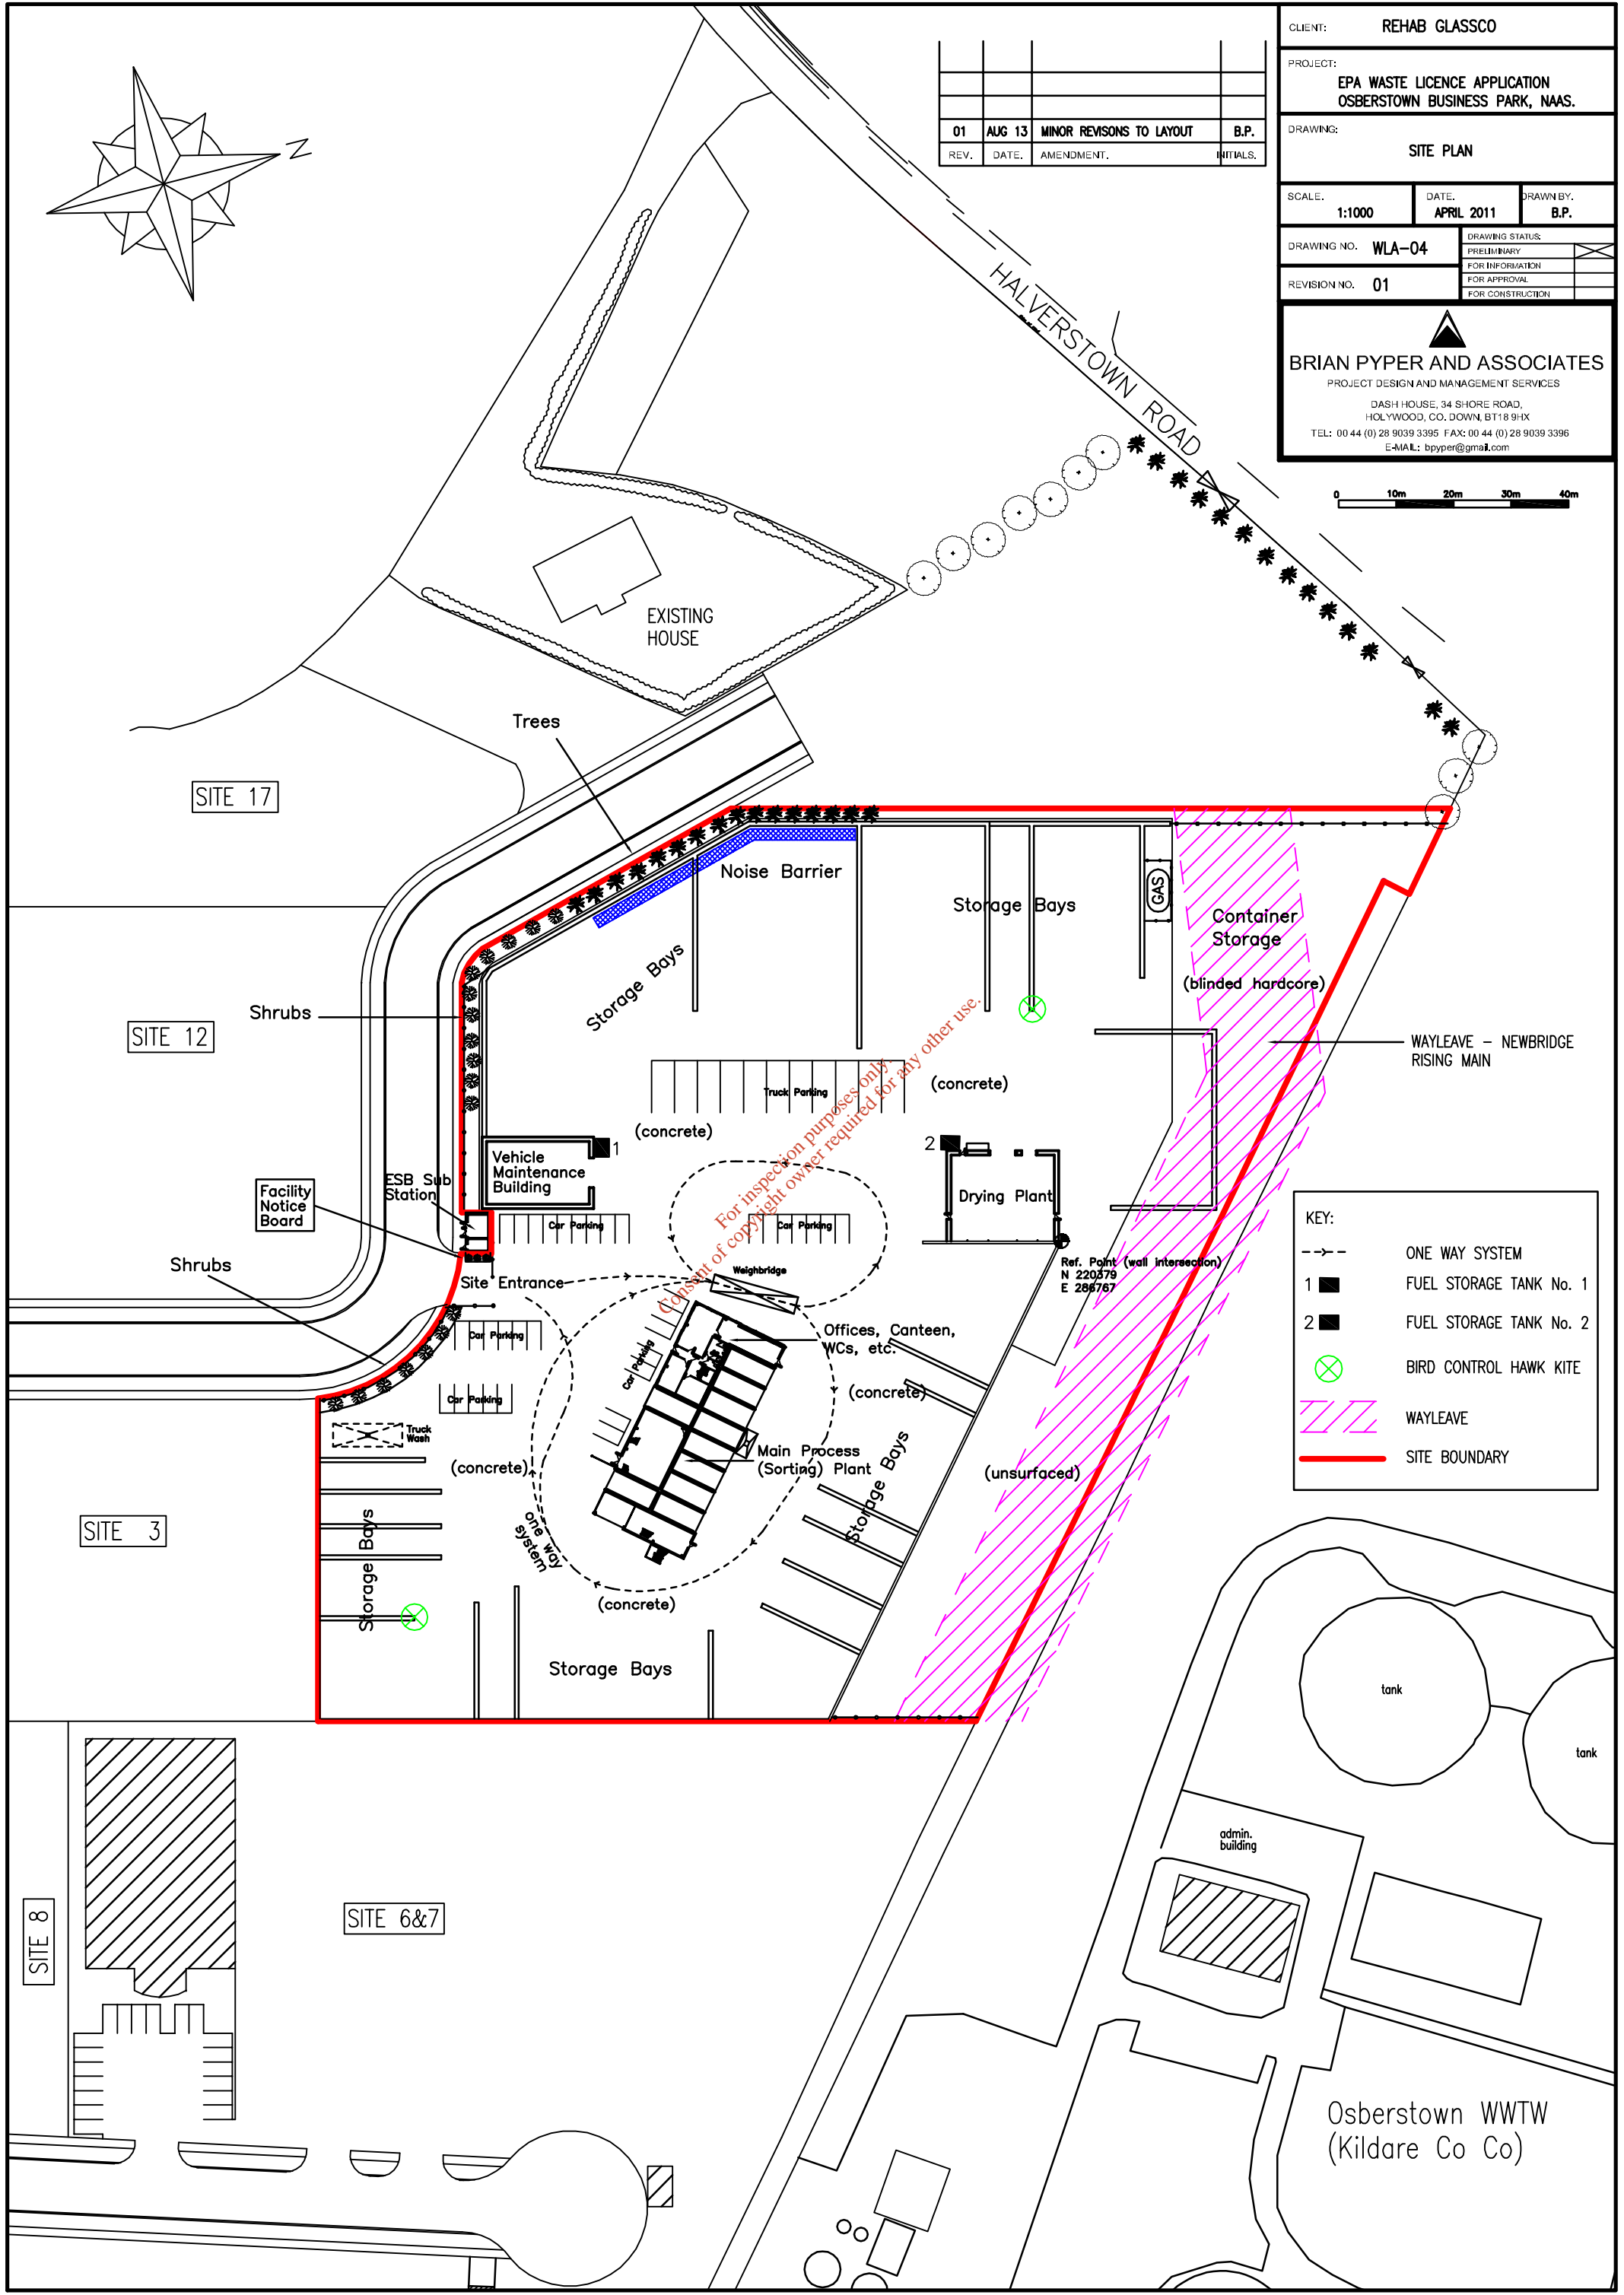 CLIENT: REHAB GLASSCO
PROJECT:
EPA WASTE LICENCE APPLICATION
OSBERSTOWN BUSINESS PARK, NAAS.
DRAWING:
SITE PLAN
SCALE. DATE. DRAWN BY.
1:1000 APRIL 2011 B.P.
DRAWING NO. WLA-04
REVISION NO. 01
DRAWING STATUS:
PRELIMINARY
FOR INFORMATION
FOR APPROVAL
FOR CONSTRUCTION
BRIAN PYPER AND ASSOCIATES
PROJECT DESIGN AND MANAGEMENT SERVICES
DASH HOUSE, 34 SHORE ROAD,
HOLYWOOD, CO. DOWN, BT18 9HX
TEL: 00 44 (0) 28 9039 3395 FAX: 00 44 (0) 28 9039 3396
E-MAIL: bpyper@gmail.com
01 AUG 13 MINOR REVISONS TO LAYOUT B.P.
REV. DATE. AMENDMENT. INITIALS.
0 10m 20m 30m 40m
N
HALVERSTOWN ROAD
EXISTING
HOUSE
Trees
SITE 17
Noise Barrier
Storage Bays
GAS
Container
Storage
(blinded hardcore)
Storage Bays
Shrubs
SITE 12
WAYLEAVE - NEWBRIDGE
RISING MAIN
Truck Parking
(concrete)
(concrete)
1
2
Vehicle
Maintenance
Building
ESB Sub
Station
Facility
Notice
Board
Drying Plant
Car Parking
Car Parking
Ref. Point (wall intersection)
N 220379
E 286767
Shrubs
Site Entrance
Weighbridge
For inspection purposes only.
Consent of copyright owner required for any other use.
Car Parking
Car Parking
Car Parking
Offices, Canteen,
WCs, etc.
(concrete)
Truck
Wash
Main Process
(Sorting) Plant
(concrete)
Storage Bays
(unsurfaced)
one way
system
SITE 3
Storage Bays
(concrete)
Storage Bays
KEY:
ONE WAY SYSTEM
1 FUEL STORAGE TANK No. 1
2 FUEL STORAGE TANK No. 2
BIRD CONTROL HAWK KITE
WAYLEAVE
SITE BOUNDARY
tank
tank
admin.
building
SITE 8
SITE 6&7
Osberstown WWTW
(Kildare Co Co)